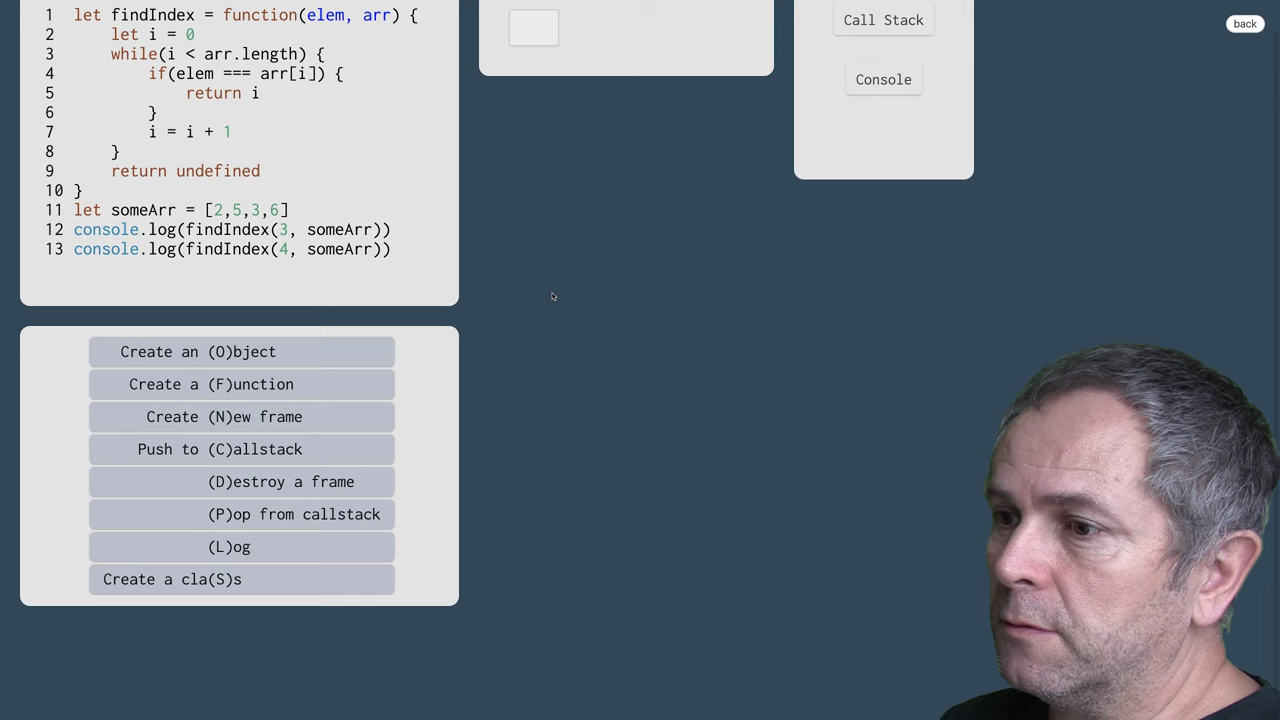 1 let findIndex = function(elem, arr) {
2 let i = 0
3 while(i < arr.length) {
4 if(elem === arr[i]) {
5 return i
6 }
7 i = i + 1
8 }
9 return undefined
10 }
11 let someArr = [2,5,3,6]
12 console.log(findIndex(3, someArr))
13 console.log(findIndex(4, someArr))
Create an (O)bject
Create a (F)unction
Create (N)ew frame
Push to (C)allstack
(D)estroy a frame
(P)op from callstack
(L)og
Create a cla(S)s
Call Stack
Console
back